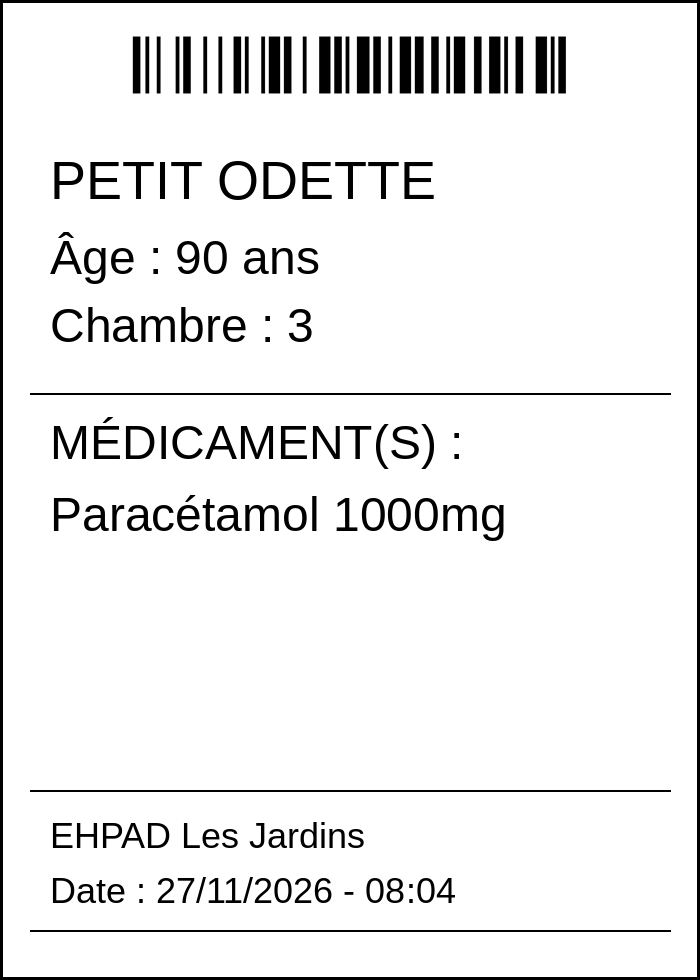 PETIT ODETTE
Âge : 90 ans
Chambre : 3
MÉDICAMENT(S) :
Paracétamol 1000mg
EHPAD Les Jardins
Date : 27/11/2026 - 08:04